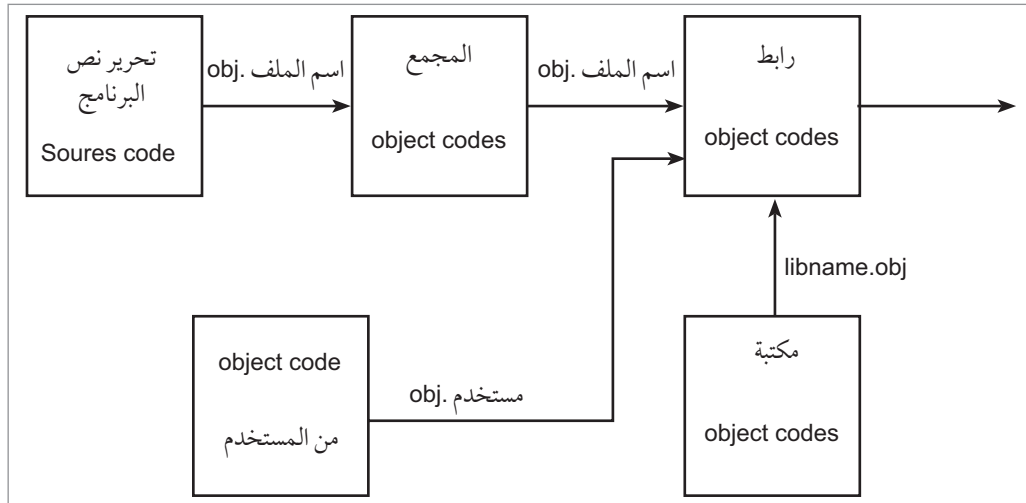 تحرير نص
البرنامج
Soures code
اسم الملف .obj
المجمع
object codes
اسم الملف .obj
رابط
object codes
libname.obj
object code
من المستخدم
مستخدم .obj
مكتبة
object codes